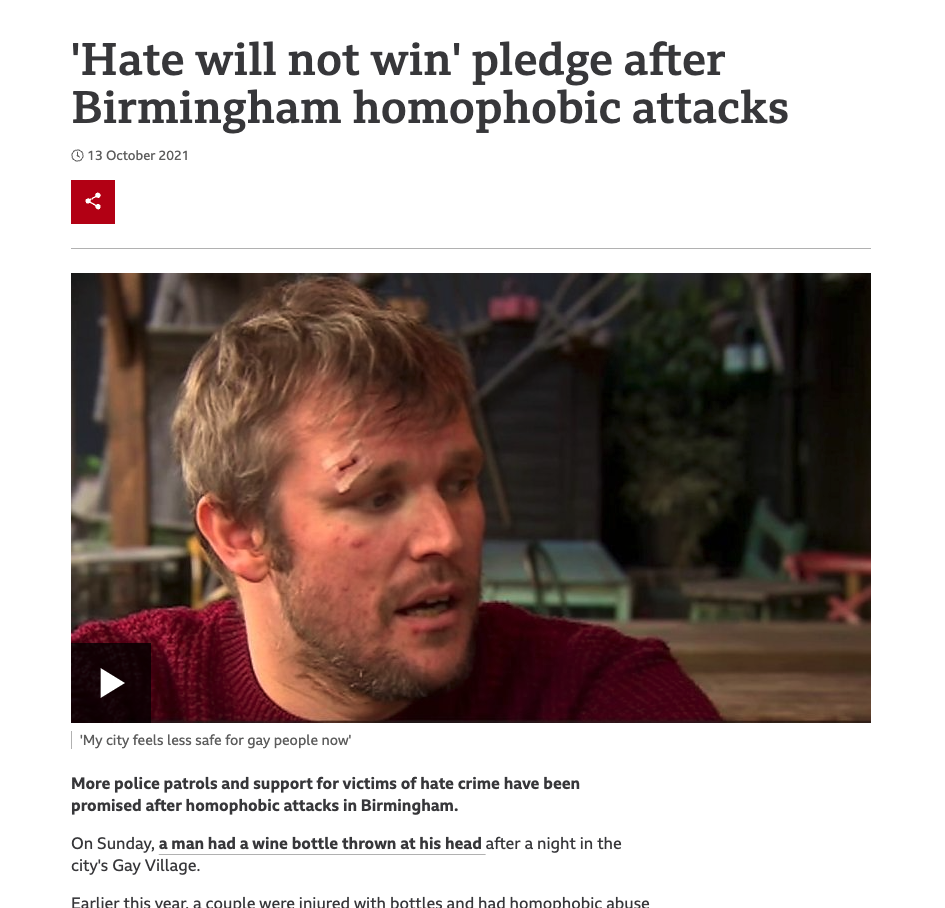 'Hate will not win' pledge after
Birmingham homophobic attacks
13 October 2021
'My city feels less safe for gay people now'
More police patrols and support for victims of hate crime have been
promised after homophobic attacks in Birmingham.
On Sunday, a man had a wine bottle thrown at his head after a night in the
city's Gay Village.
Earlier this year, a couple were injured with bottles and had homophobic abuse